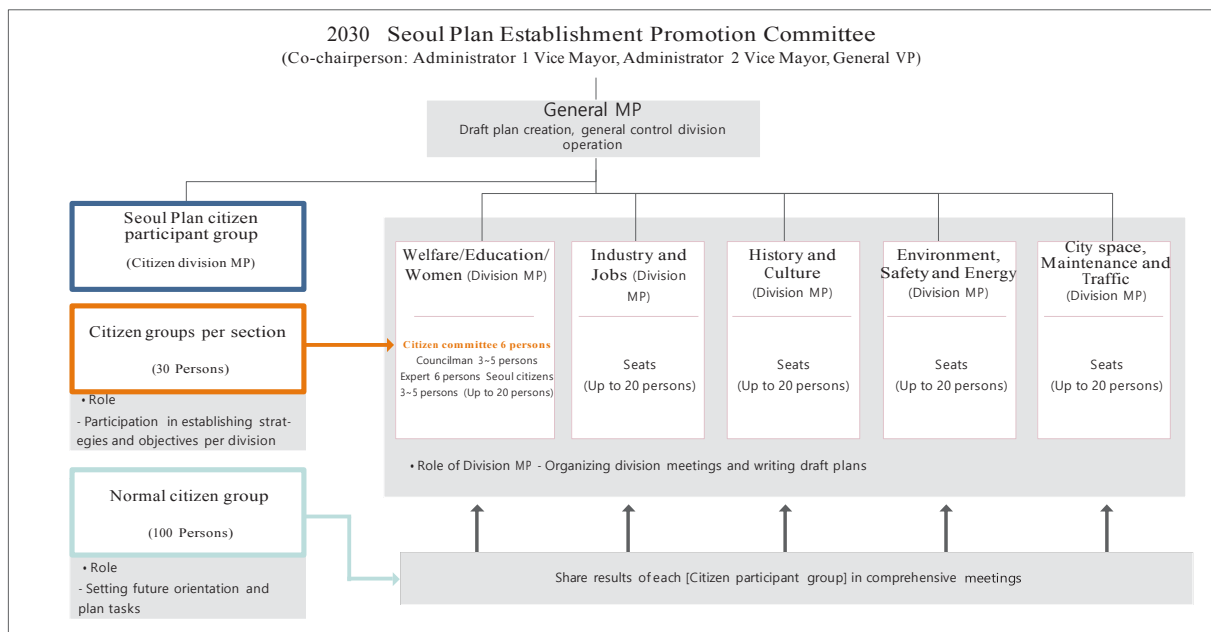 2030 Seoul Plan Establishment Promotion Committee
(Co-chairperson: Administrator 1 Vice Mayor, Administrator 2 Vice Mayor, General VP)
General MP
Draft plan creation, general control division
operation
Seoul Plan citizen
participant group
(Citizen division MP)
Citizen groups per section
(30 Persons)
• Role
- Participation in establishing strat-
egies and objectives per division
Normal citizen group
(100 Persons)
• Role
- Setting future orientation and
plan tasks
Welfare/Education/
Women (Division MP)
Citizen committee 6 persons
Councilman 3~5 persons
Expert 6 persons Seoul citizens
3~5 persons (Up to 20 persons)
Industry and
Jobs (Division
MP)
Seats
(Up to 20 persons)
History and
Culture
(Division MP)
Seats
(Up to 20 persons)
Environment,
Safety and Energy
(Division MP)
Seats
(Up to 20 persons)
City space,
Maintenance and
Traffic
(Division MP)
Seats
(Up to 20 persons)
• Role of Division MP - Organizing division meetings and writing draft plans
Share results of each [Citizen participant group] in comprehensive meetings